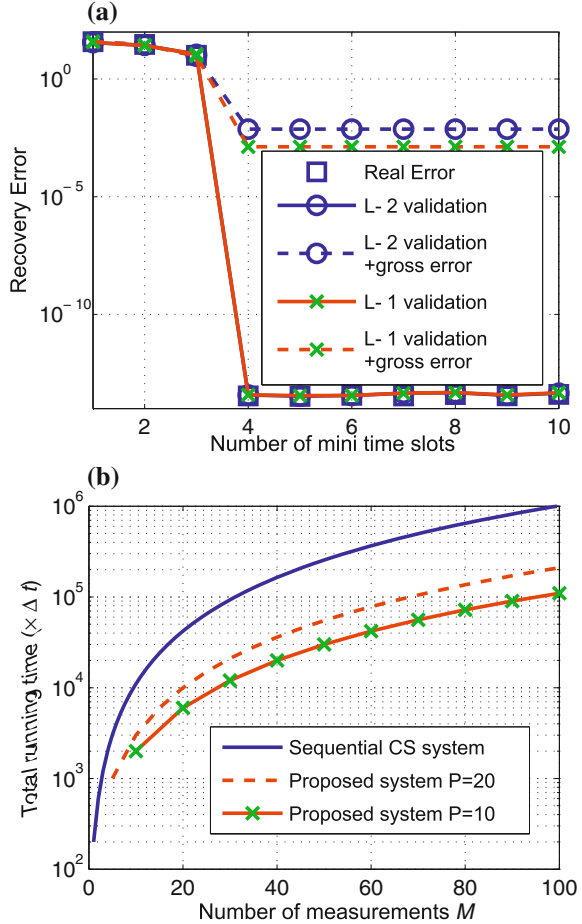 (a)
10^0
10^-5
10^-10
Recovery Error
Real Error
L- 2 validation
L- 2 validation
+gross error
L- 1 validation
L- 1 validation
+gross error
2 4 6 8 10
Number of mini time slots
(b)
10^6
10^5
10^4
10^3
10^2
Total running time (× Δ t)
Sequential CS system
Proposed system P=20
Proposed system P=10
0 20 40 60 80 100
Number of measurements M